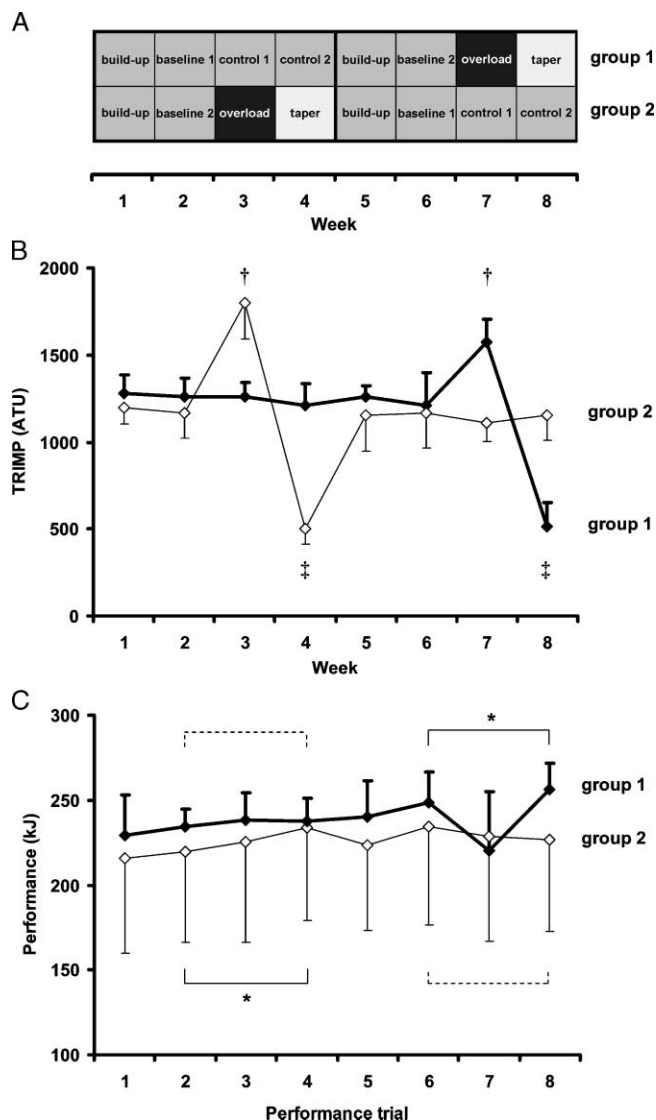 A
build-up baseline 1 control 1 control 2 build-up baseline 2 overload taper group 1
build-up baseline 2 overload taper build-up baseline 1 control 1 control 2 group 2
1 2 3 4 5 6 7 8
Week
B
2000
† †
1500
TRIMP (ATU)
1000
group 2
500
group 1
‡ ‡
0
1 2 3 4 5 6 7 8
Week
C
300
*
group 1
250
group 2
Performance (kJ)
200
150
*
100
1 2 3 4 5 6 7 8
Performance trial